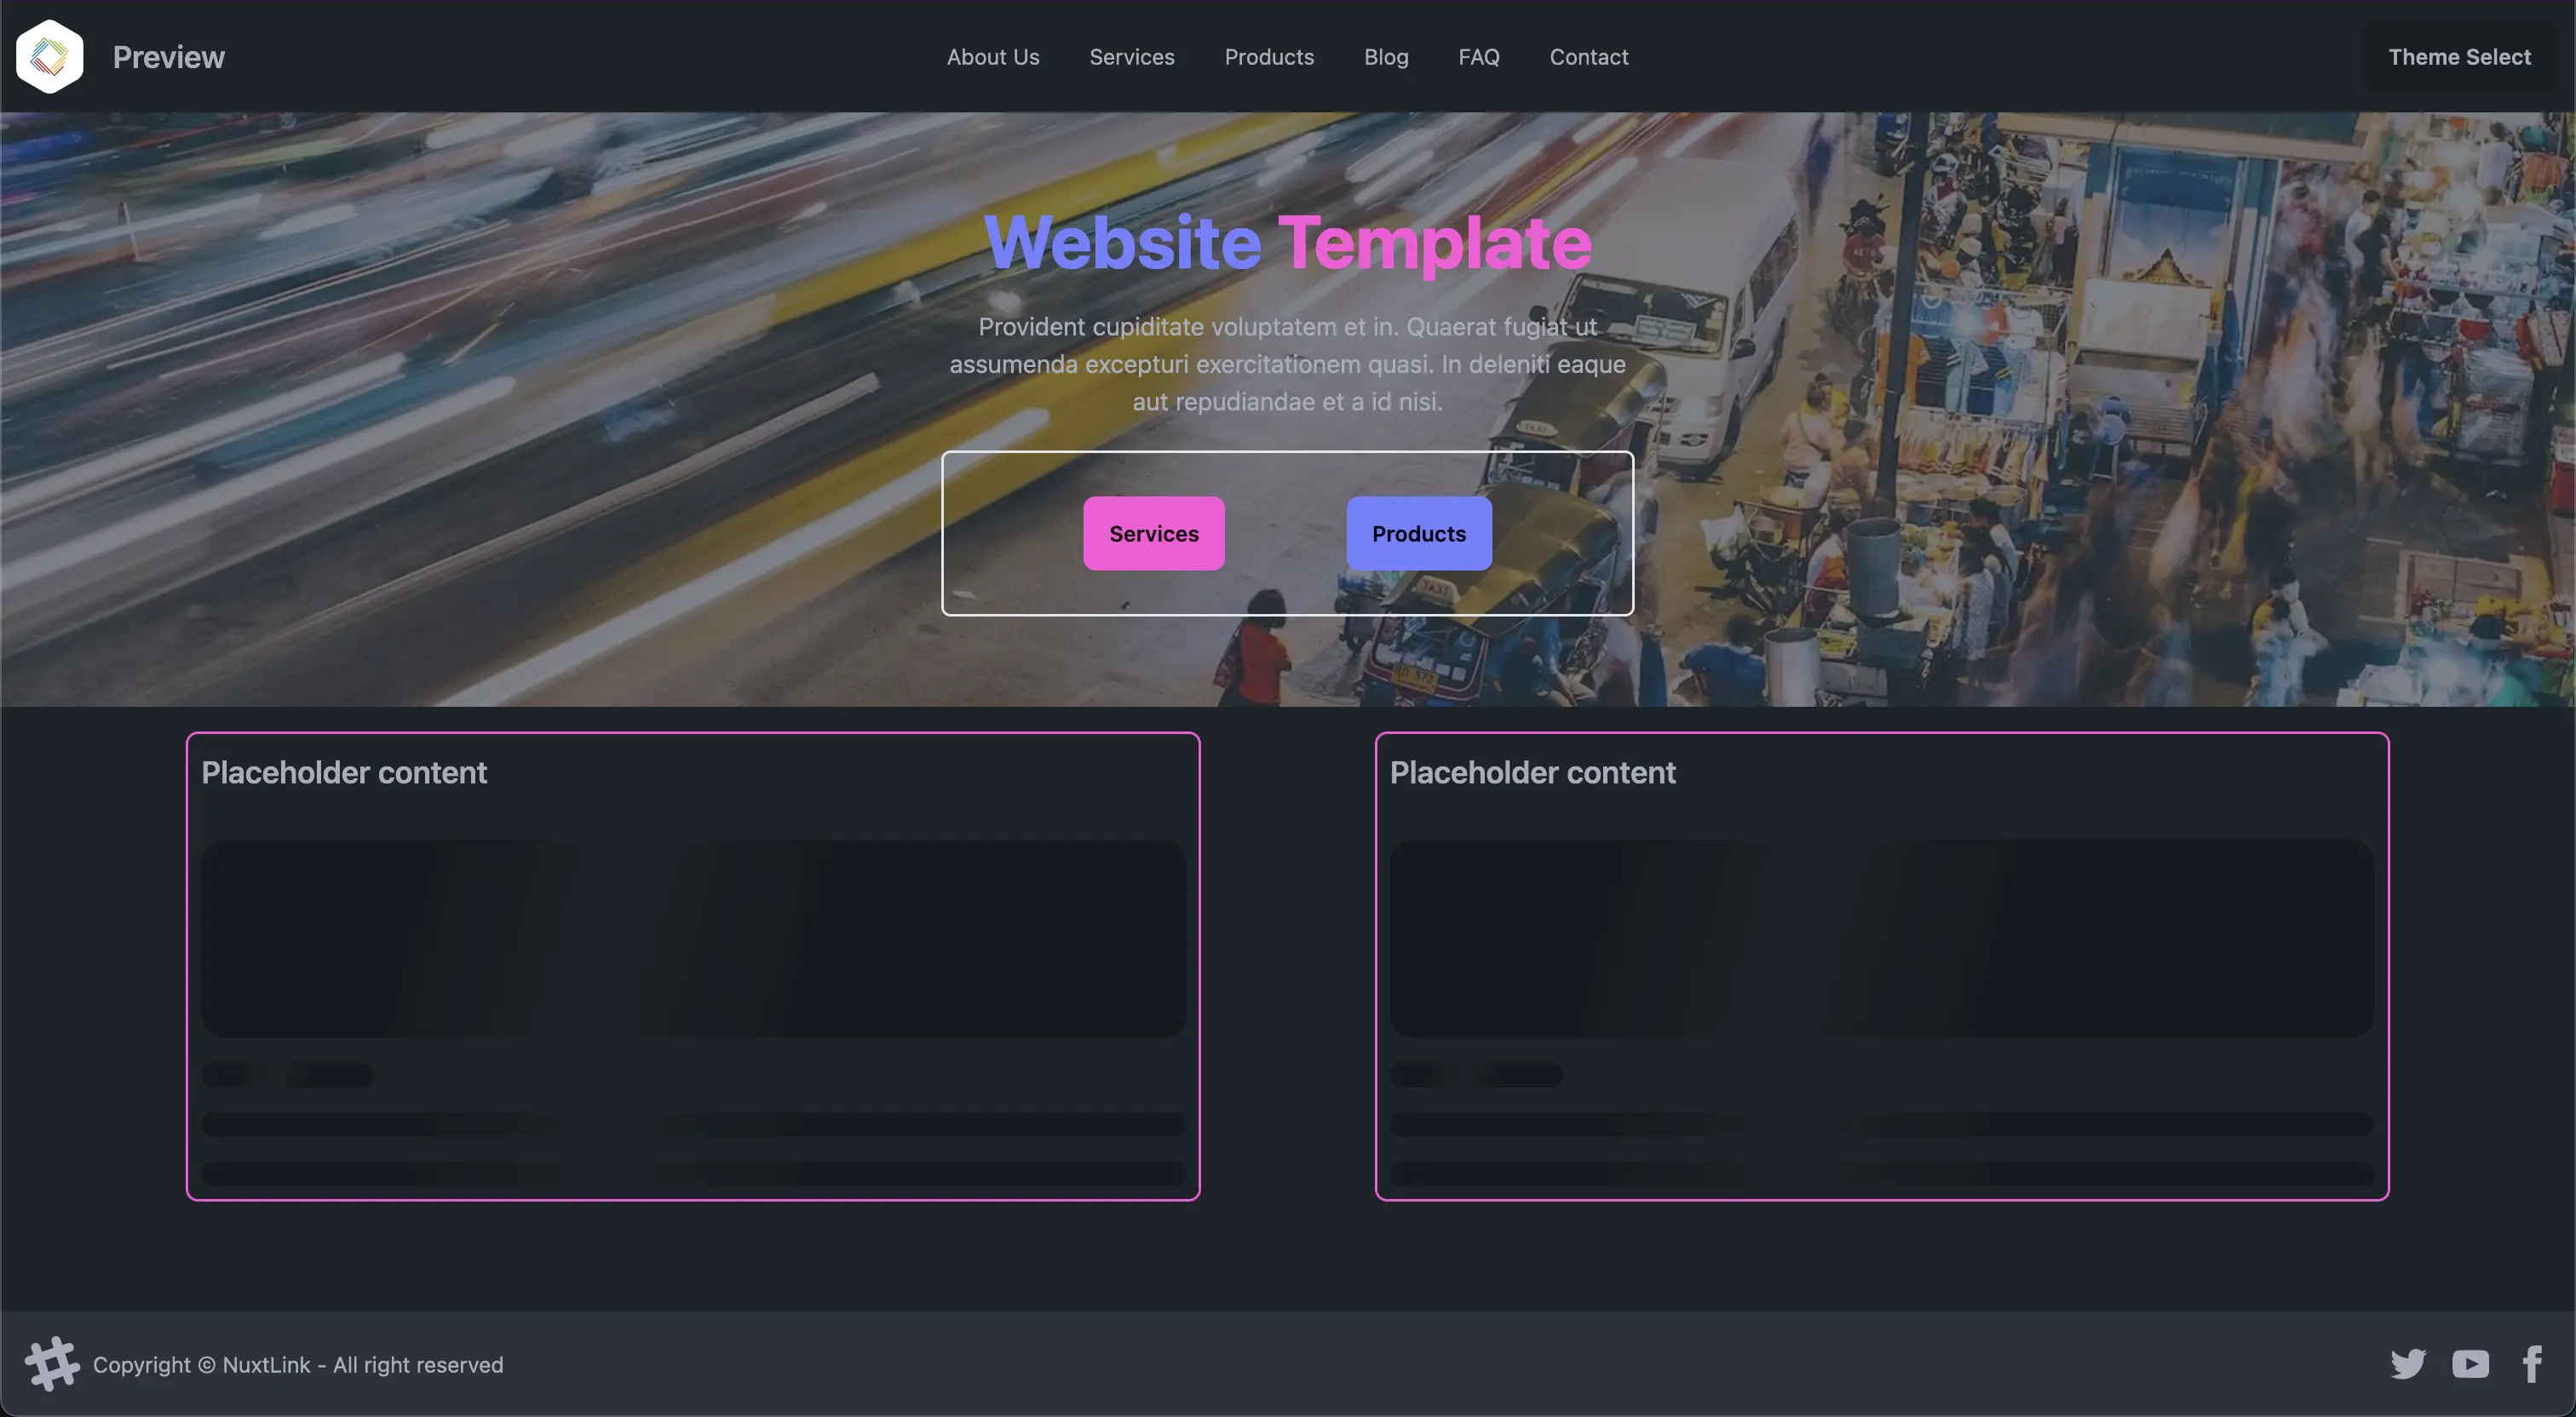 Preview
About Us
Services
Products
Blog
FAQ
Contact
Theme Select
Website Template
Provident cupiditate voluptatem et in. Quaerat fugiat ut
assumenda excepturi exercitationem quasi. In deleniti eaque
aut repudiandae et a id nisi.
Services
Products
TAXI
TAXI
Placeholder content
Placeholder content
Copyright © NuxtLink - All right reserved